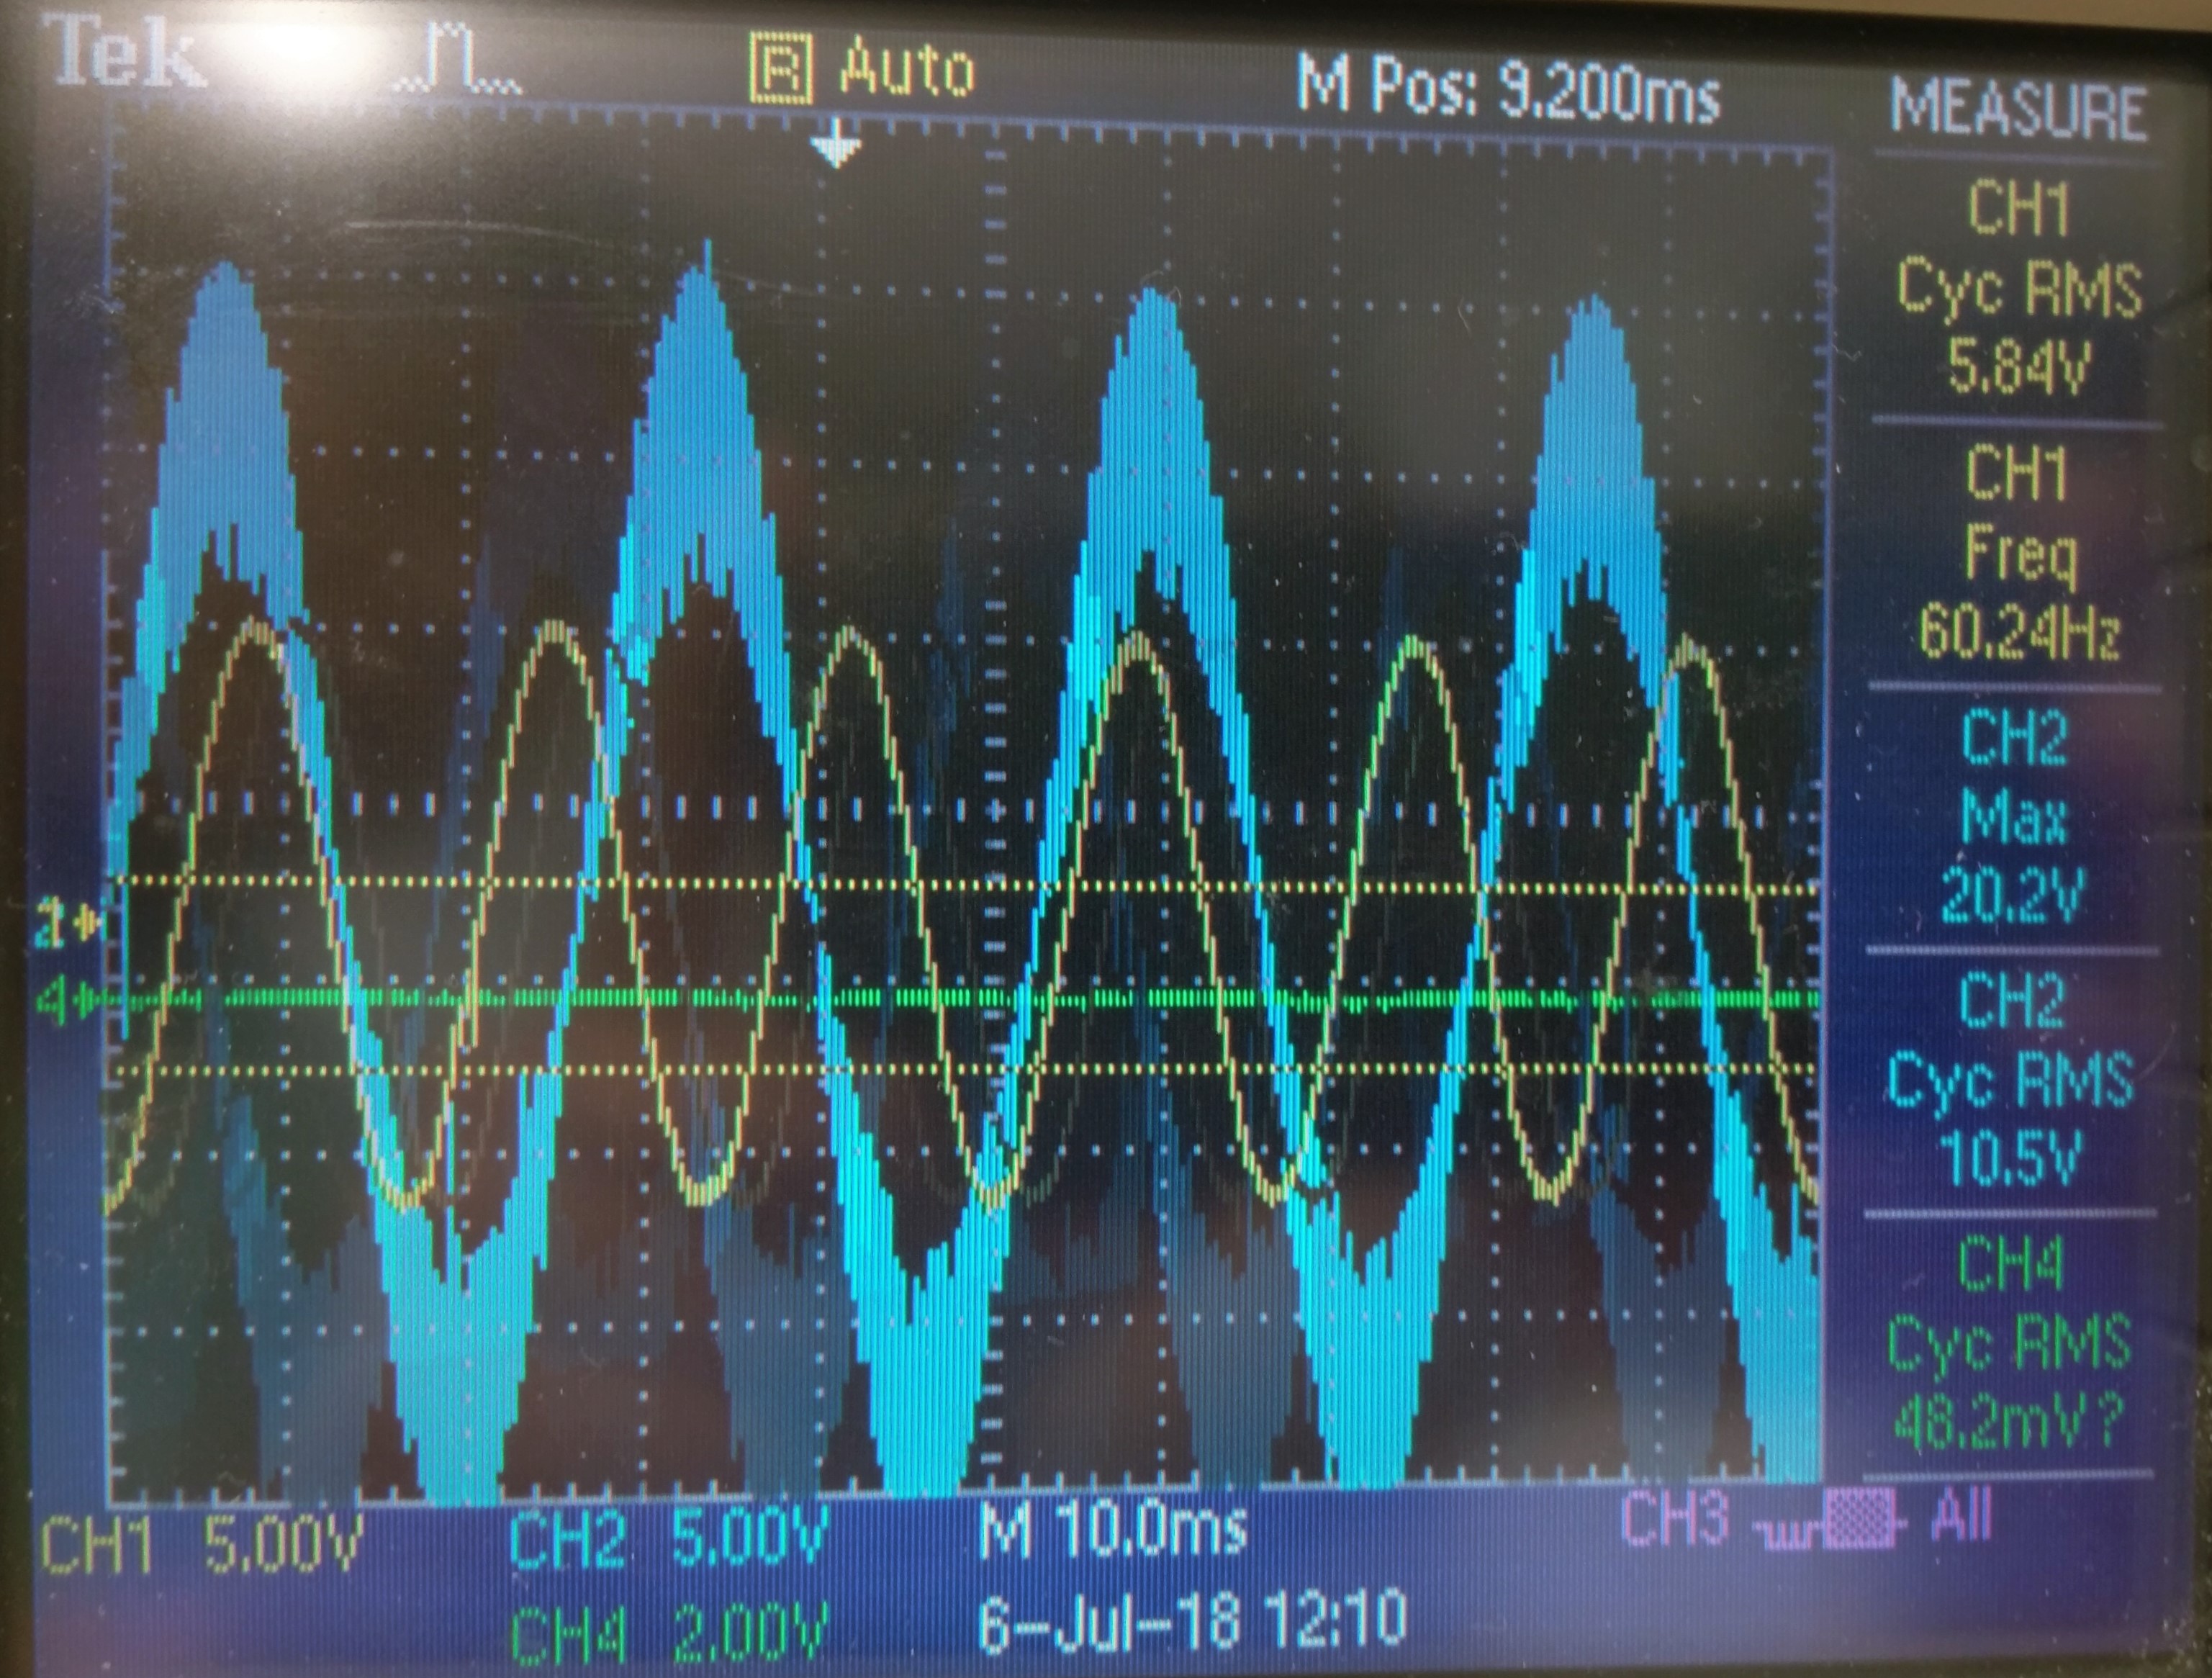 Tek R Auto M Pos: 9.200ms MEASURE
CH1
Cyc RMS
5.84V
CH1
Freq
60.24Hz
CH2
Max
20.2V
2
CH2
4
Cyc RMS
10.5V
CH4
Cyc RMS
48.2mV?
CH1 5.00V CH2 5.00V M 10.0ms CH3 All
CH4 2.00V 6-Jul-18 12:10